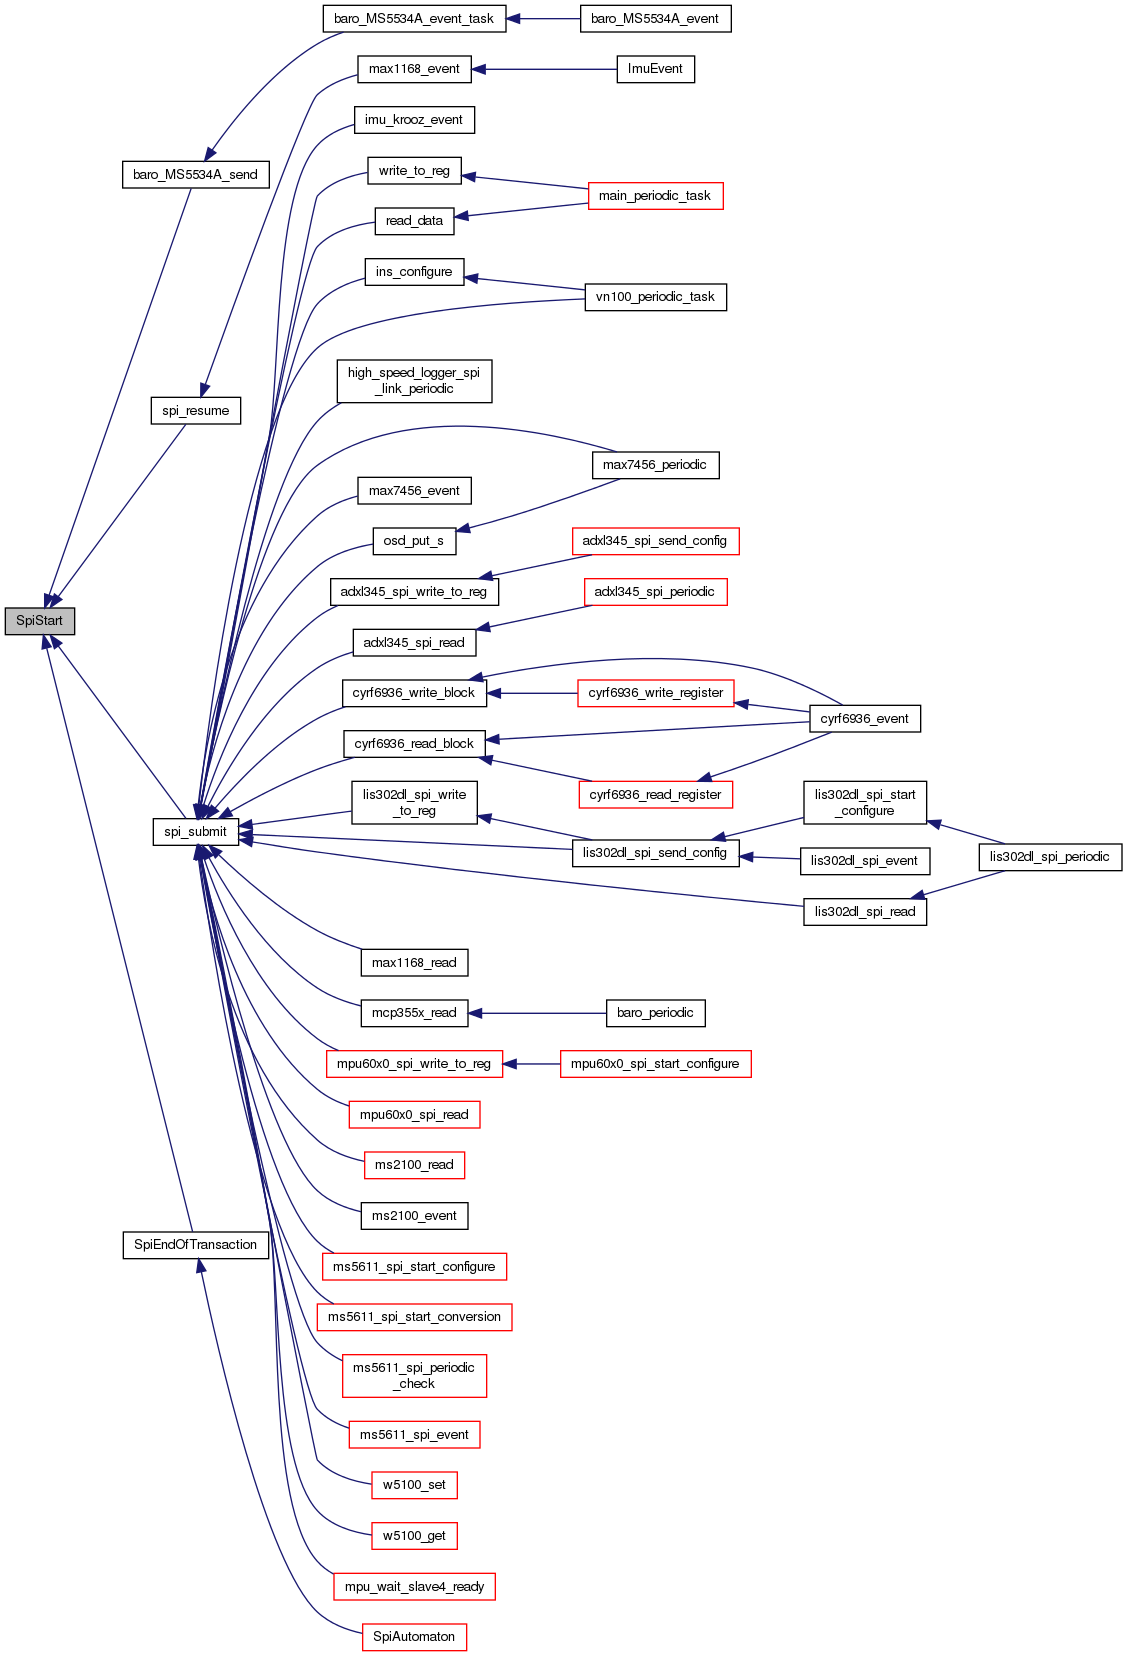 baro_MS5534A_event_task
baro_MS5534A_event
max1168_event
ImuEvent
imu_krooz_event
baro_MS5534A_send
write_to_reg
main_periodic_task
read_data
ins_configure
vn100_periodic_task
high_speed_logger_spi
_link_periodic
spi_resume
max7456_periodic
max7456_event
osd_put_s
adxl345_spi_send_config
adxl345_spi_write_to_reg
adxl345_spi_periodic
SpiStart
adxl345_spi_read
cyrf6936_write_block
cyrf6936_write_register
cyrf6936_event
cyrf6936_read_block
cyrf6936_read_register
lis302dl_spi_write
_to_reg
lis302dl_spi_start
_configure
spi_submit
lis302dl_spi_send_config
lis302dl_spi_event
lis302dl_spi_periodic
lis302dl_spi_read
max1168_read
mcp355x_read
baro_periodic
mpu60x0_spi_write_to_reg
mpu60x0_spi_start_configure
mpu60x0_spi_read
ms2100_read
ms2100_event
SpiEndOfTransaction
ms5611_spi_start_configure
ms5611_spi_start_conversion
ms5611_spi_periodic
_check
ms5611_spi_event
w5100_set
w5100_get
mpu_wait_slave4_ready
SpiAutomaton